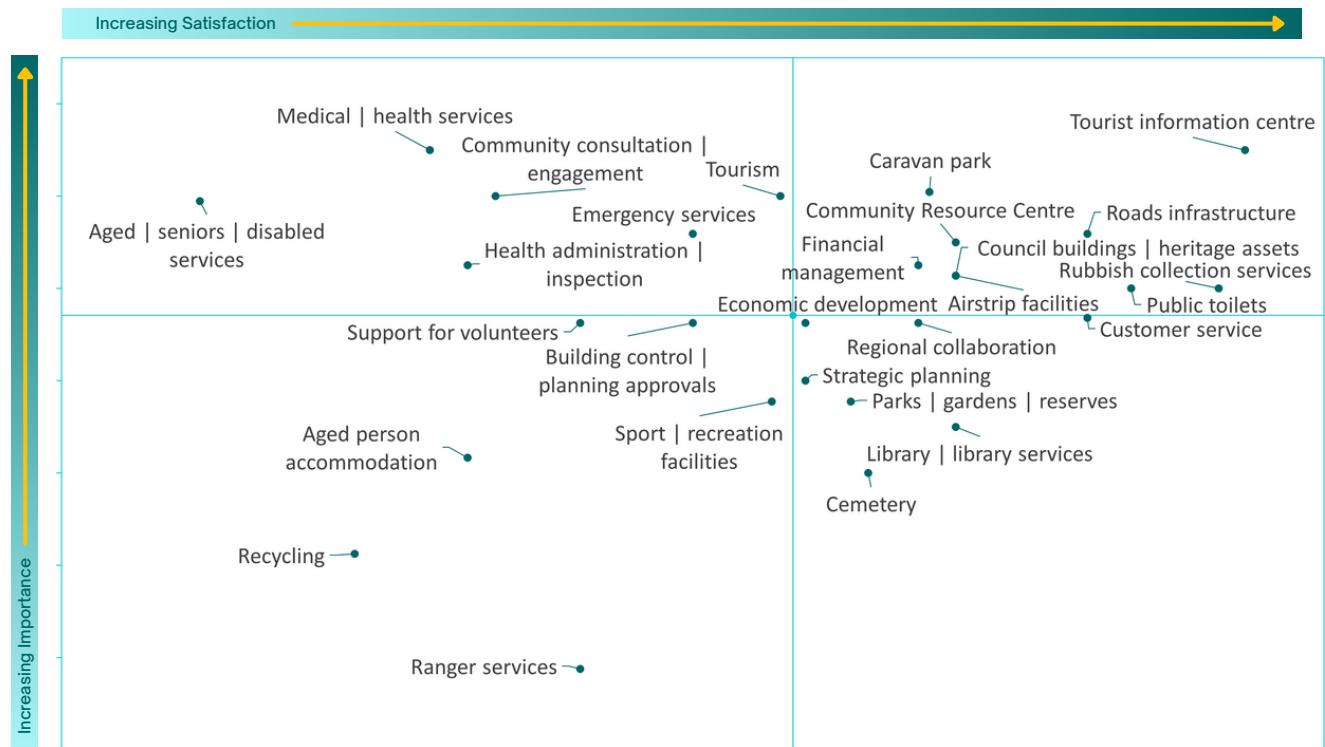 Increasing Satisfaction
Increasing Importance
Medical | health services
Tourist information centre
Community consultation |
engagement
Tourism
Caravan park
Emergency services
Community Resource Centre
Roads infrastructure
Aged | seniors | disabled
services
Health administration |
inspection
Financial
management
Council buildings | heritage assets
Rubbish collection services
Economic development
Airstrip facilities
Public toilets
Support for volunteers
Customer service
Building control |
planning approvals
Regional collaboration
Strategic planning
Parks | gardens | reserves
Aged person
accommodation
Sport | recreation
facilities
Library | library services
Cemetery
Recycling
Ranger services